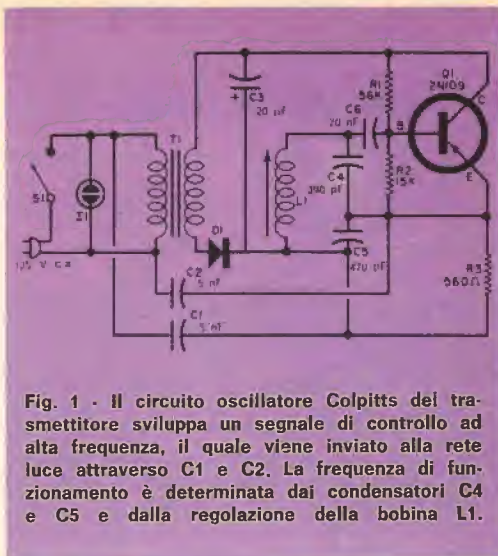 Q1
2N109
C
B
E
R1
56K
C6
20 nF
C3
+
20 µF
C4
390 pF
R2
15K
T1
L1
S1
I1
D1
C5
470 pF
R3
560Ω
C2
5 nF
C1
5 nF
125 V c.a.
Fig. 1 - Il circuito oscillatore Colpitts del tra-
smettitore sviluppa un segnale di controllo ad
alta frequenza, il quale viene inviato alla rete
luce attraverso C1 e C2. La frequenza di fun-
zionamento è determinata dai condensatori C4
e C5 e dalla regolazione della bobina L1.